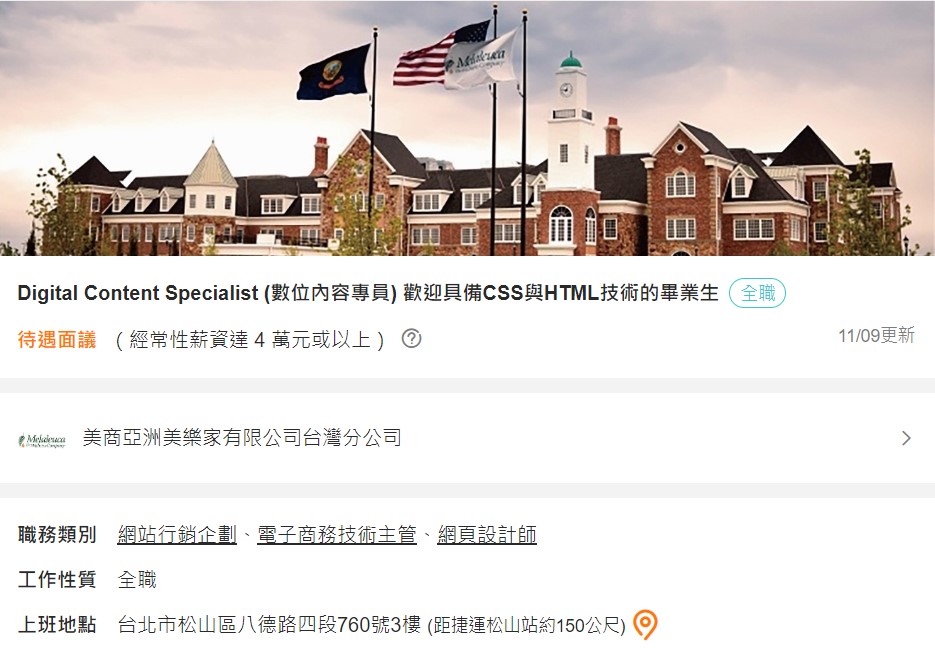 Melaleuca
The Wellness Company
Digital Content Specialist (數位內容專員) 歡迎具備CSS與HTML技術的畢業生 全職
待遇面議 ( 經常性薪資達 4 萬元或以上 ) ?
11/09更新
Melaleuca
The Wellness Company
美商亞洲美樂家有限公司台灣分公司
職務類別 網站行銷企劃、電子商務技術主管、網頁設計師
工作性質 全職
上班地點 台北市松山區八德路四段760號3樓 (距捷運松山站約150公尺)